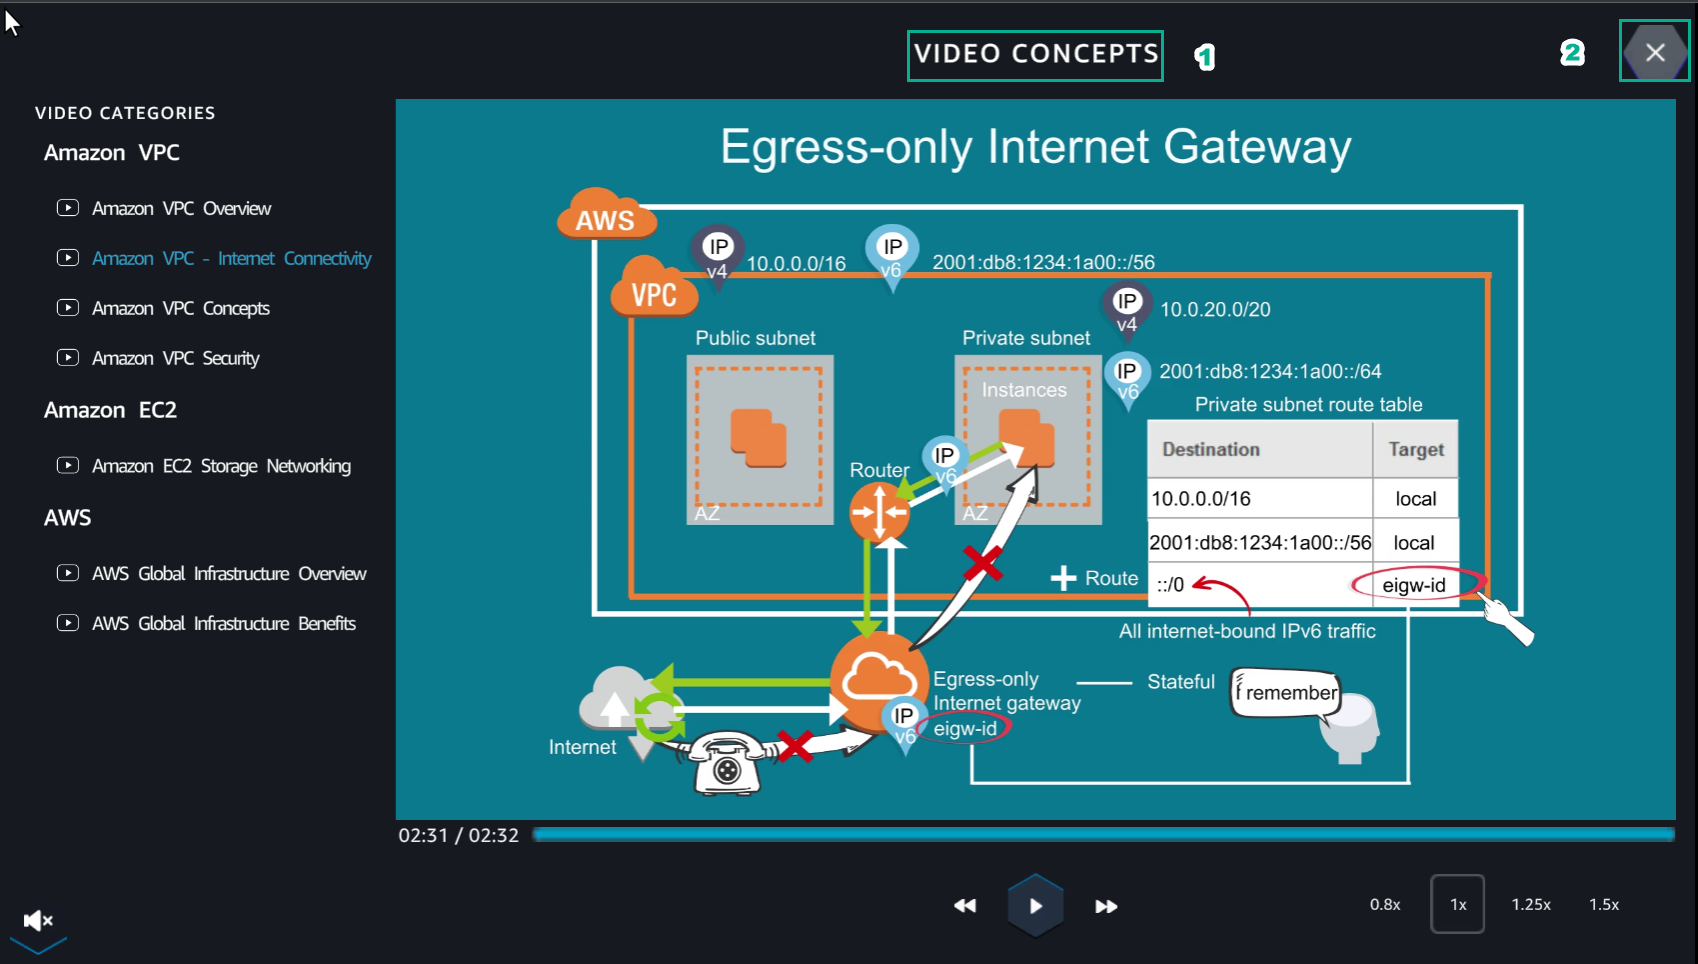 VIDEO CONCEPTS
1
2
VIDEO CATEGORIES
Amazon VPC
Amazon VPC Overview
Amazon VPC - Internet Connectivity
Amazon VPC Concepts
Amazon VPC Security
Amazon EC2
Amazon EC2 Storage Networking
AWS
AWS Global Infrastructure Overview
AWS Global Infrastructure Benefits
Egress-only Internet Gateway
AWS
IP
v4
10.0.0.0/16
IP
v6
2001:db8:1234:1a00::/56
VPC
IP
v4
10.0.20.0/20
Public subnet
Private subnet
IP
v6
2001:db8:1234:1a00::/64
Instances
Private subnet route table
Destination Target
10.0.0.0/16 local
2001:db8:1234:1a00::/56 local
::/0 eigw-id
Router
IP
v6
AZ
AZ
Route
All internet-bound IPv6 traffic
Egress-only
Internet gateway
eigw-id
Stateful
I remember
IP
v6
Internet
02:31 / 02:32
0.8x
1x
1.25x
1.5x